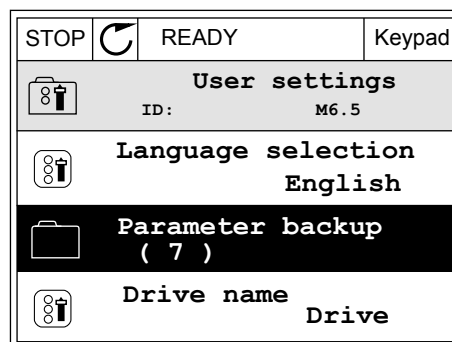 STOP READY Keypad
User settings
ID: M6.5
Language selection
English
Parameter backup
( 7 )
Drive name
Drive